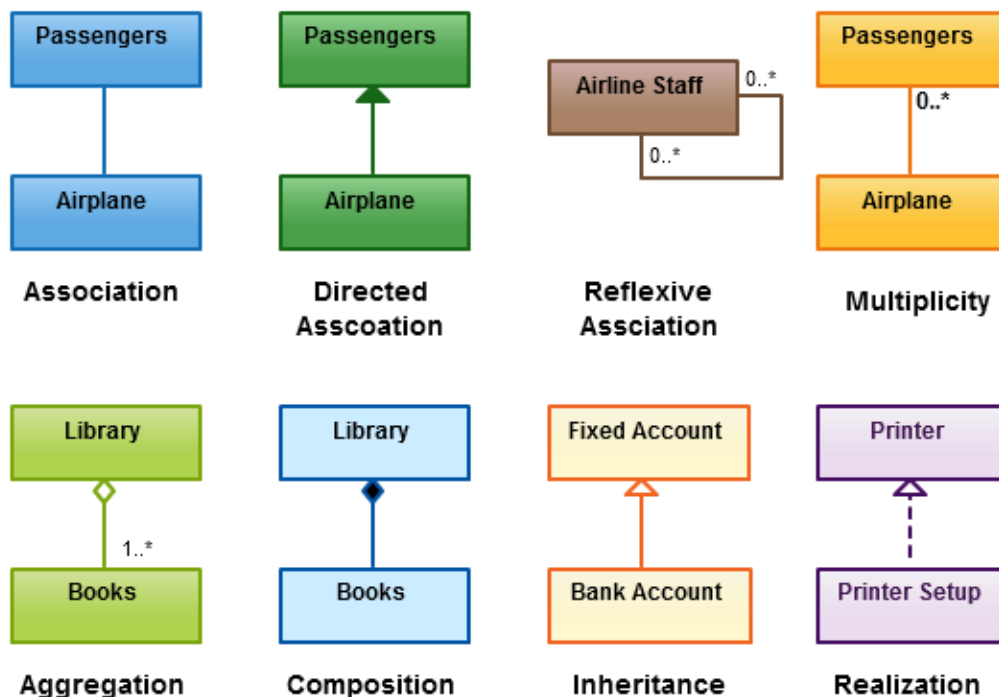 Passengers
Airplane
Association
Passengers
Airplane
Directed
Asscoation
Airline Staff
0..*
0..*
Reflexive
Assciation
Passengers
0..*
Airplane
Multiplicity
Library
1..*
Books
Aggregation
Library
Books
Composition
Fixed Account
Bank Account
Inheritance
Printer
Printer Setup
Realization